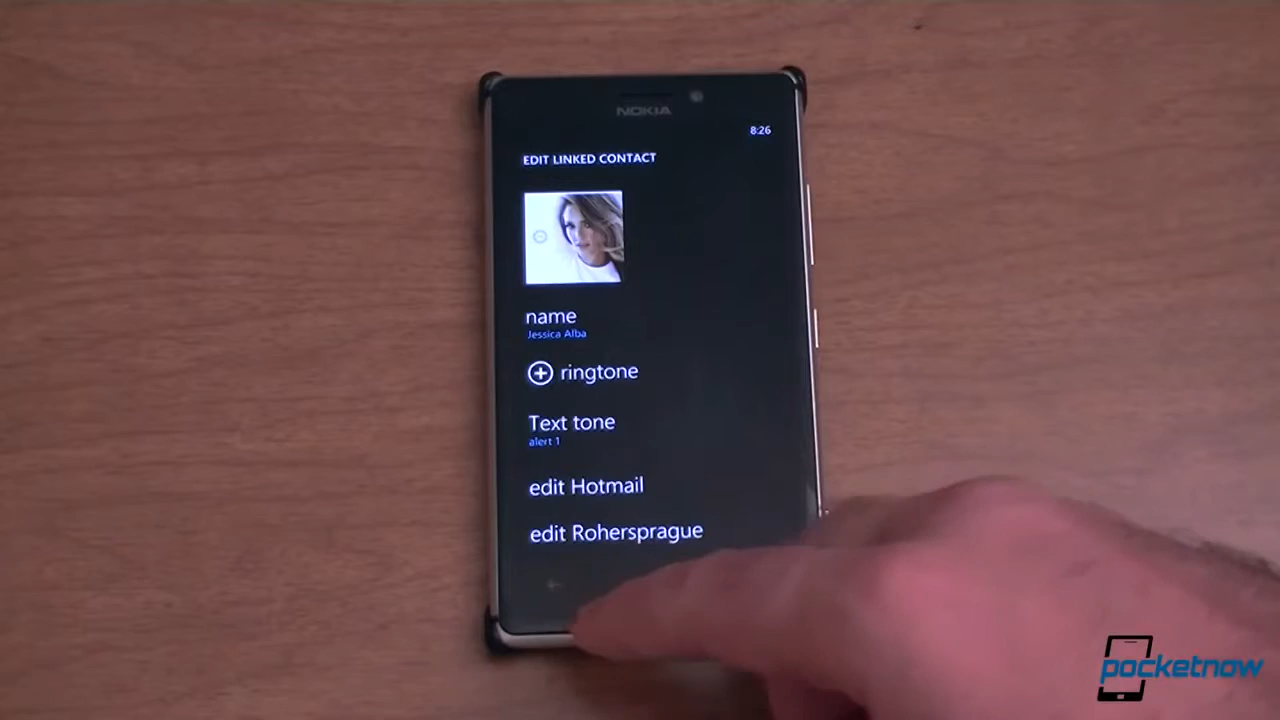 NOKIA
8:26
EDIT LINKED CONTACT
name
Jessica Alba
ringtone
Text tone
alert 1
edit Hotmail
edit Rohersprague
pocketnow